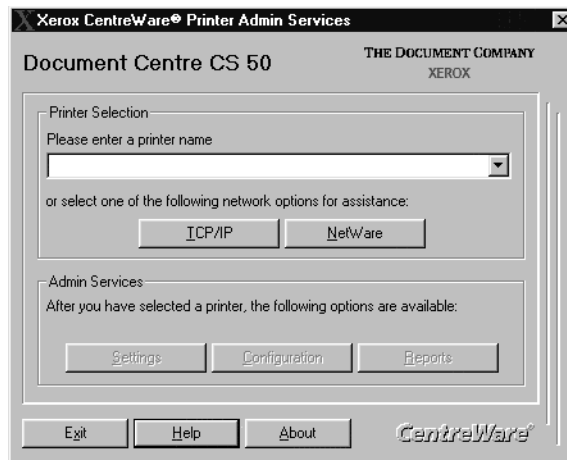 Xerox CentreWare® Printer Admin Services
Document Centre CS 50
THE DOCUMENT COMPANY
XEROX
Printer Selection
Please enter a printer name
or select one of the following network options for assistance:
TCP/IP
NetWare
Admin Services
After you have selected a printer, the following options are available:
Settings
Configuration
Reports
Exit
Help
About
CentreWare®